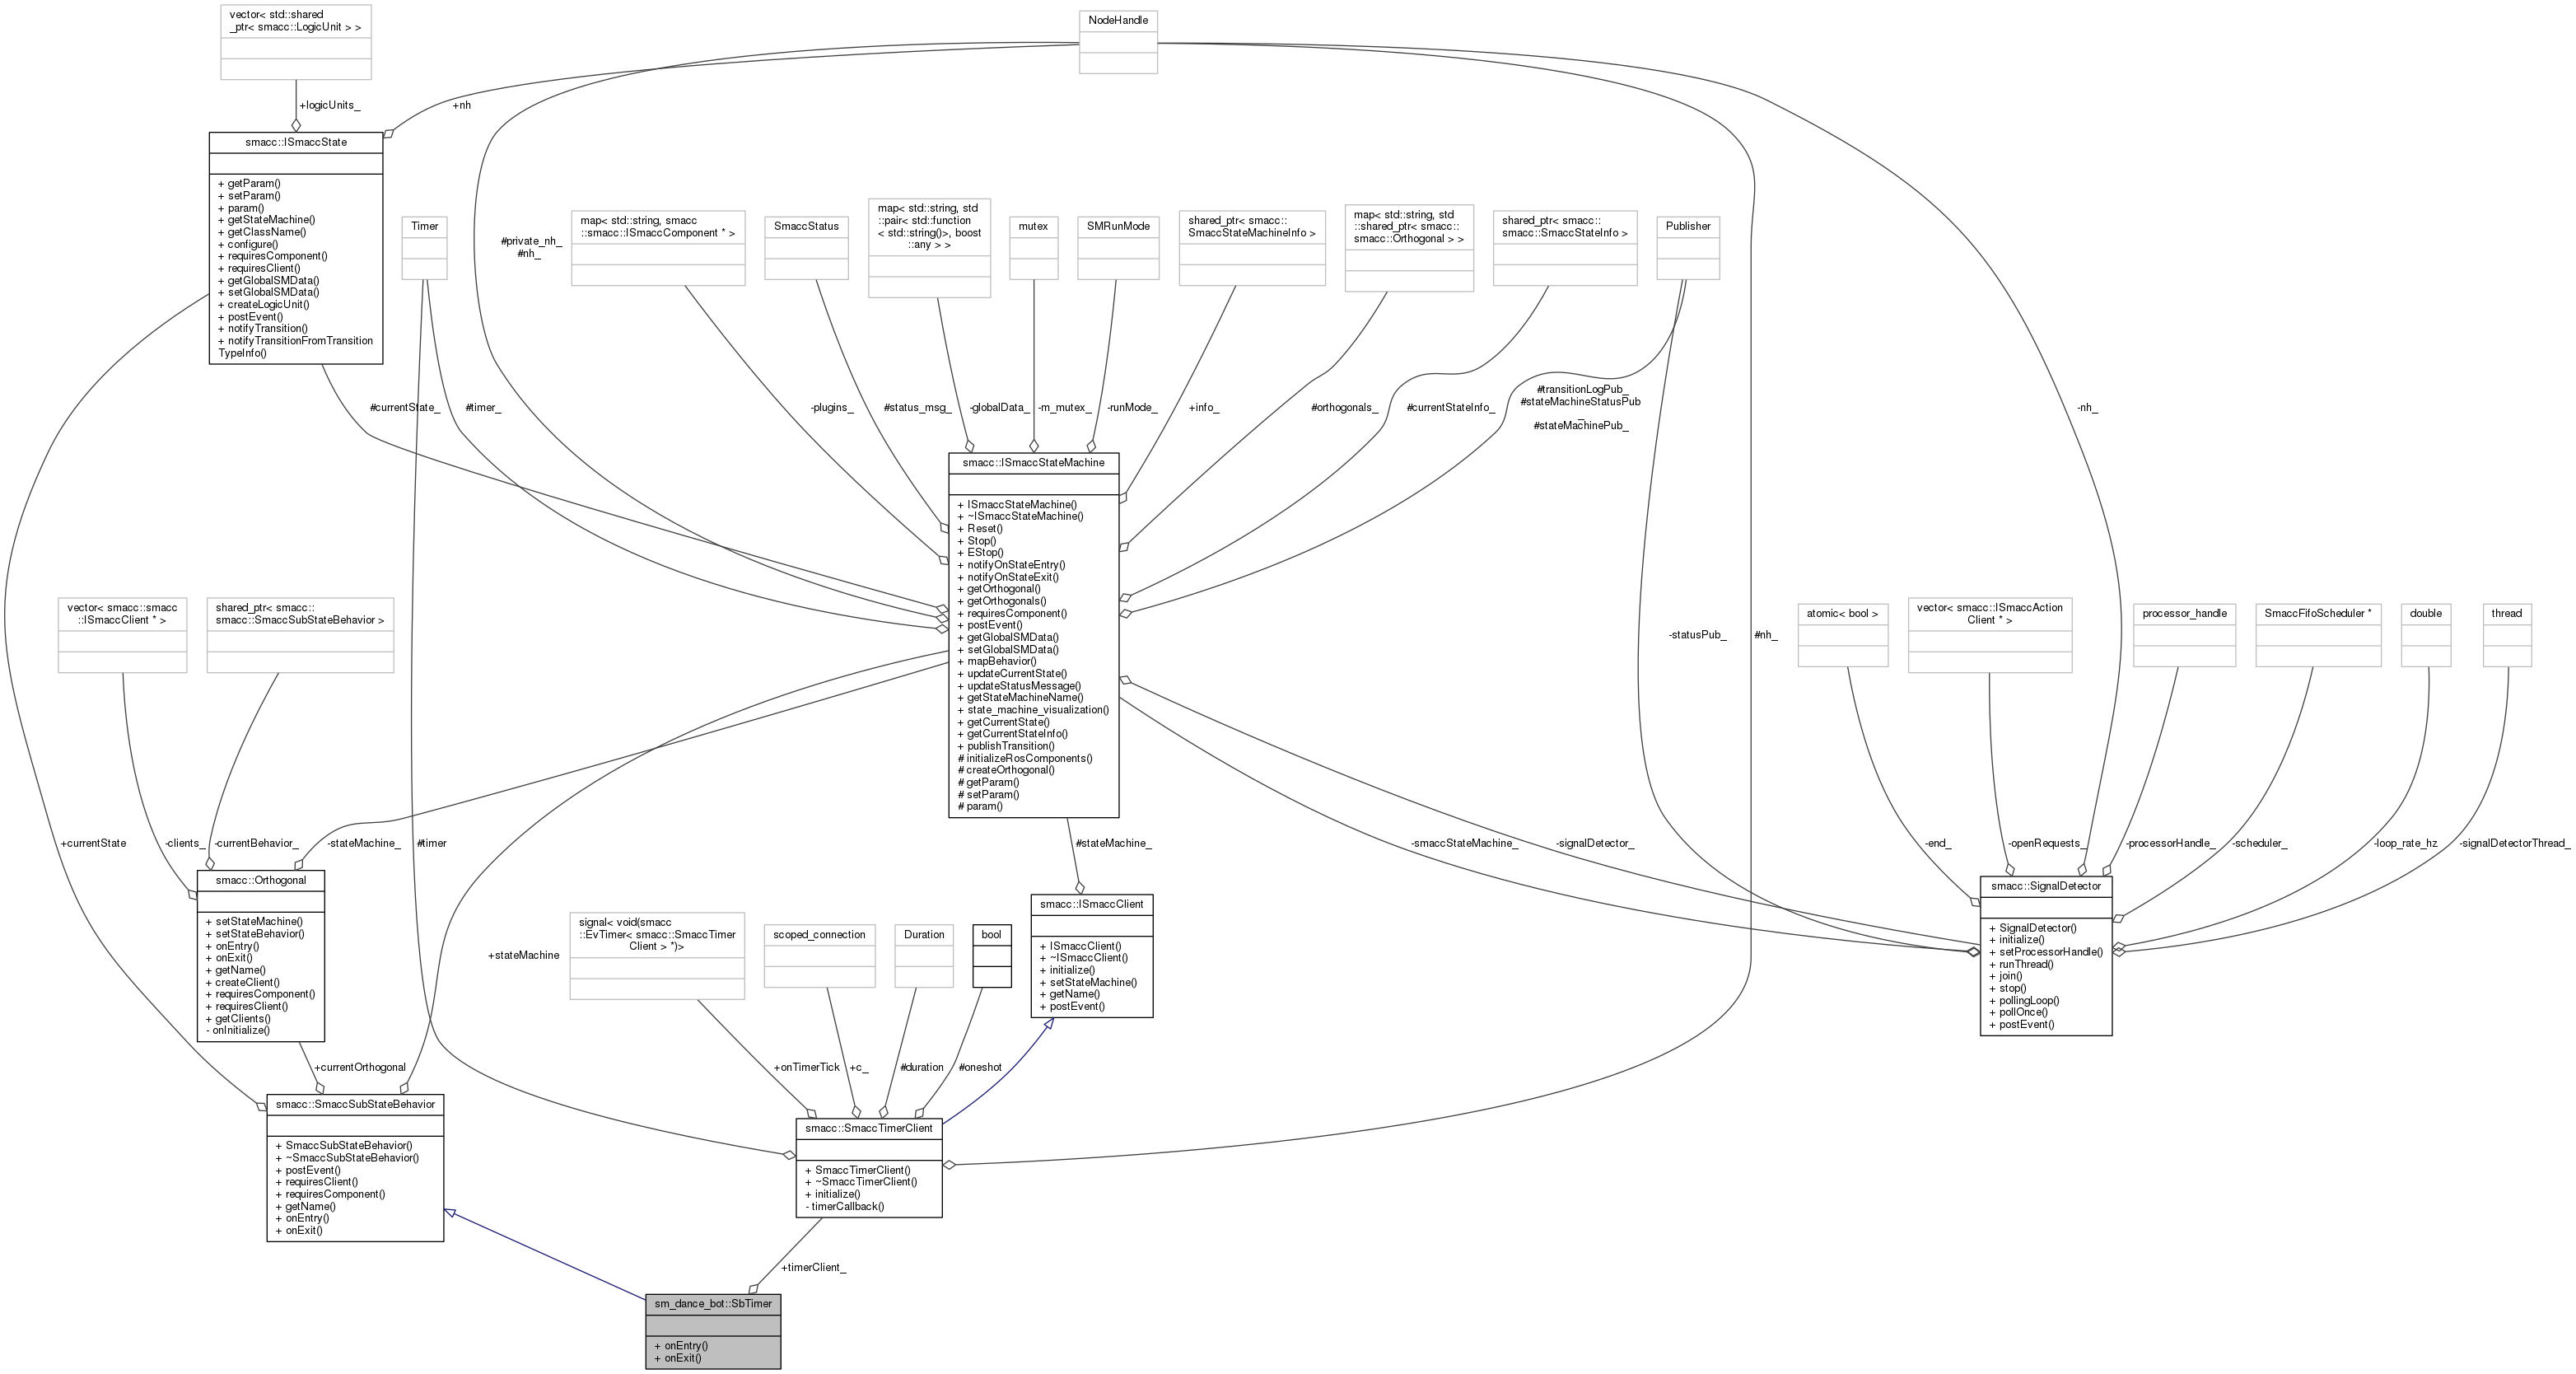 vector< std::shared
_ptr< smacc::LogicUnit > >
NodeHandle
+logicUnits_
+nh
smacc::ISmaccState
+ getParam()
+ setParam()
+ param()
+ getStateMachine()
+ getClassName()
+ configure()
+ requiresComponent()
+ requiresClient()
+ getGlobalSMData()
+ setGlobalSMData()
+ createLogicUnit()
+ postEvent()
+ notifyTransition()
+ notifyTransitionFromTransition
TypeInfo()
Timer
#private_nh_
#nh_
map< std::string, smacc
::smacc::ISmaccComponent * >
SmaccStatus
map< std::string, std
::pair< std::function
< std::string()>, boost
::any > >
mutex
SMRunMode
shared_ptr< smacc::
SmaccStateMachineInfo >
map< std::string, std
::shared_ptr< smacc::
smacc::Orthogonal > >
shared_ptr< smacc::
smacc::SmaccStateInfo >
Publisher
#currentState_
#timer_
-plugins_
#status_msg_
-globalData_
-m_mutex_
-runMode_
+info_
#orthogonals_
#currentStateInfo_
#transitionLogPub_
#stateMachineStatusPub
_
#stateMachinePub_
-nh_
smacc::ISmaccStateMachine
+ ISmaccStateMachine()
+ ~ISmaccStateMachine()
+ Reset()
+ Stop()
+ EStop()
+ notifyOnStateEntry()
+ notifyOnStateExit()
+ getOrthogonal()
+ getOrthogonals()
+ requiresComponent()
+ postEvent()
+ getGlobalSMData()
+ setGlobalSMData()
+ mapBehavior()
+ updateCurrentState()
+ updateStatusMessage()
+ getStateMachineName()
+ state_machine_visualization()
+ getCurrentState()
+ getCurrentStateInfo()
+ publishTransition()
# initializeRosComponents()
# createOrthogonal()
# getParam()
# setParam()
# param()
vector< smacc::smacc
::ISmaccClient * >
shared_ptr< smacc::
smacc::SmaccSubStateBehavior >
-statusPub_
#nh_
atomic< bool >
vector< smacc::ISmaccAction
Client * >
processor_handle
SmaccFifoScheduler *
double
thread
+currentState
-clients_
-currentBehavior_
-stateMachine_
#timer
#stateMachine_
-smaccStateMachine_
-signalDetector_
-end_
-openRequests_
-processorHandle_
-scheduler_
-loop_rate_hz
-signalDetectorThread_
smacc::Orthogonal
+ setStateMachine()
+ setStateBehavior()
+ onEntry()
+ onExit()
+ getName()
+ createClient()
+ requiresComponent()
+ requiresClient()
+ getClients()
- onInitialize()
+stateMachine
signal< void(smacc
::EvTimer< smacc::SmaccTimer
Client > *)>
scoped_connection
Duration
bool
smacc::ISmaccClient
+ ISmaccClient()
+ ~ISmaccClient()
+ initialize()
+ setStateMachine()
+ getName()
+ postEvent()
smacc::SignalDetector
+ SignalDetector()
+ initialize()
+ setProcessorHandle()
+ runThread()
+ join()
+ stop()
+ pollingLoop()
+ pollOnce()
+ postEvent()
+currentOrthogonal
+onTimerTick
+c_
#duration
#oneshot
smacc::SmaccSubStateBehavior
+ SmaccSubStateBehavior()
+ ~SmaccSubStateBehavior()
+ postEvent()
+ requiresClient()
+ requiresComponent()
+ getName()
+ onEntry()
+ onExit()
smacc::SmaccTimerClient
+ SmaccTimerClient()
+ ~SmaccTimerClient()
+ initialize()
- timerCallback()
+timerClient_
sm_dance_bot::SbTimer
+ onEntry()
+ onExit()